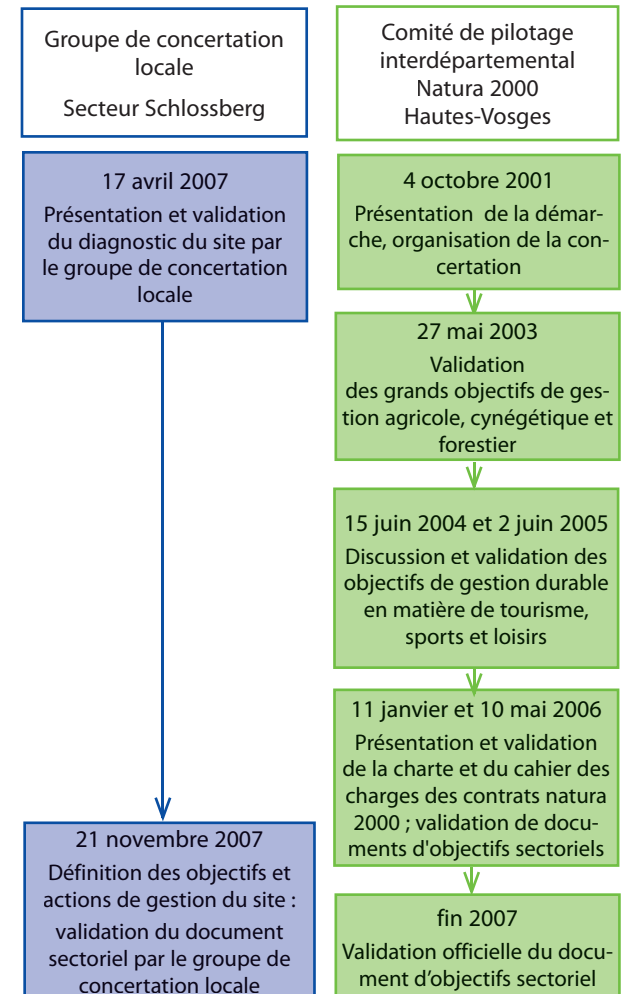 Groupe de concertation
locale
Secteur Schlossberg
17 avril 2007
Présentation et validation
du diagnostic du site par
le groupe de concertation
locale
21 novembre 2007
Définition des objectifs et
actions de gestion du site :
validation du document
sectoriel par le groupe de
concertation locale
Comité de pilotage
interdépartemental
Natura 2000
Hautes-Vosges
4 octobre 2001
Présentation de la démar-
che, organisation de la con-
certation
27 mai 2003
Validation
des grands objectifs de ges-
tion agricole, cynégétique et
forestier
15 juin 2004 et 2 juin 2005
Discussion et validation des
objectifs de gestion durable
en matière de tourisme,
sports et loisirs
11 janvier et 10 mai 2006
Présentation et validation
de la charte et du cahier des
charges des contrats natura
2000 ; validation de docu-
ments d'objectifs sectoriels
fin 2007
Validation officielle du docu-
ment d’objectifs sectoriel